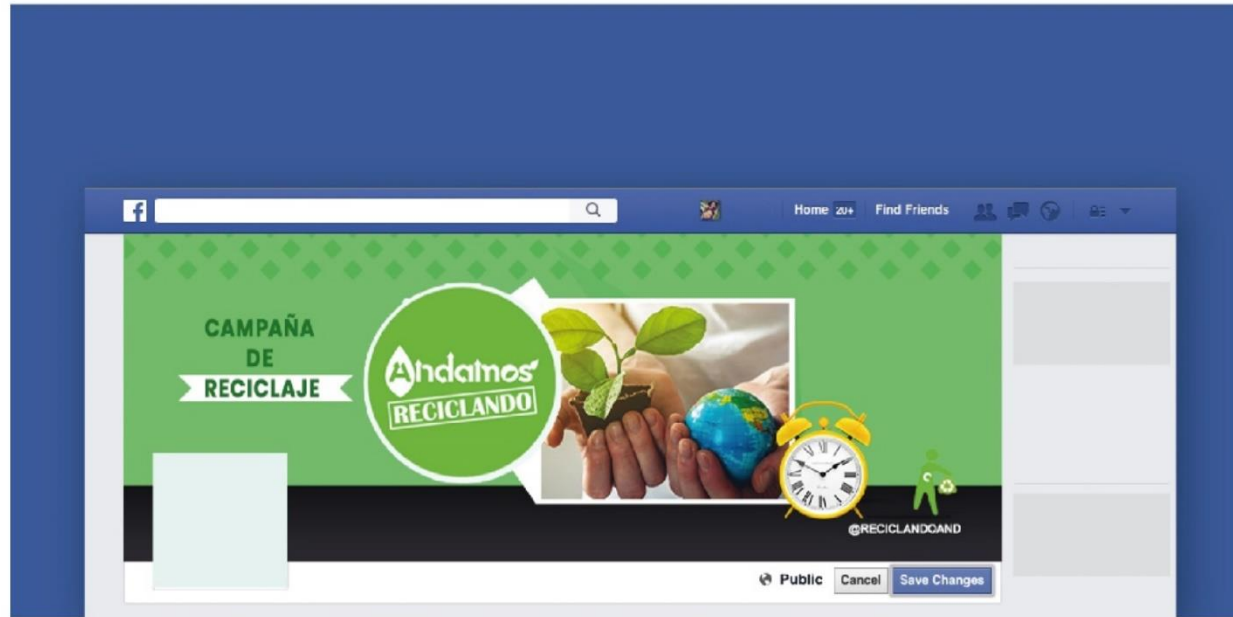 f
Home 20+ Find Friends
CAMPAÑA
DE
RECICLAJE
Andamos
RECICLANDO
@RECICLANDOAND
Public Cancel Save Changes